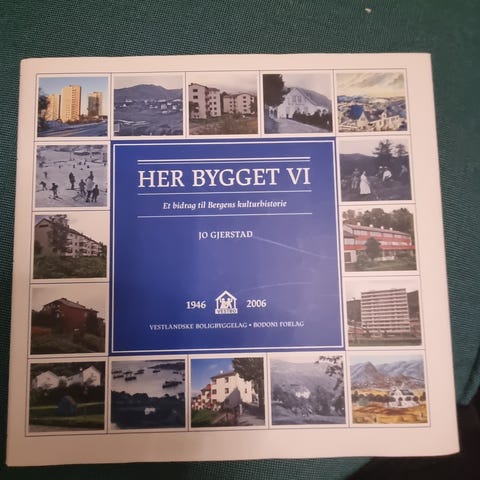 HER BYGGET VI
Et bidrag til Bergens kulturhistorie
JO GJERSTAD
1946 VESTBO 2006
VESTLANDSKE BOLIGBYGGELAG • BODONI FORLAG